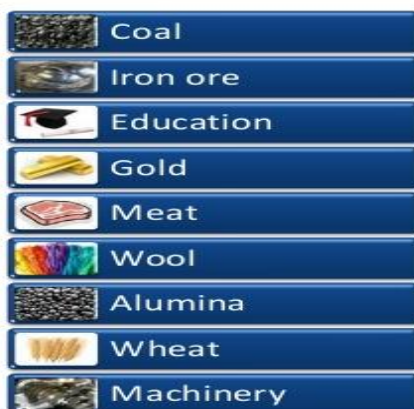 Coal
Iron ore
Education
Gold
Meat
Wool
Alumina
Wheat
Machinery